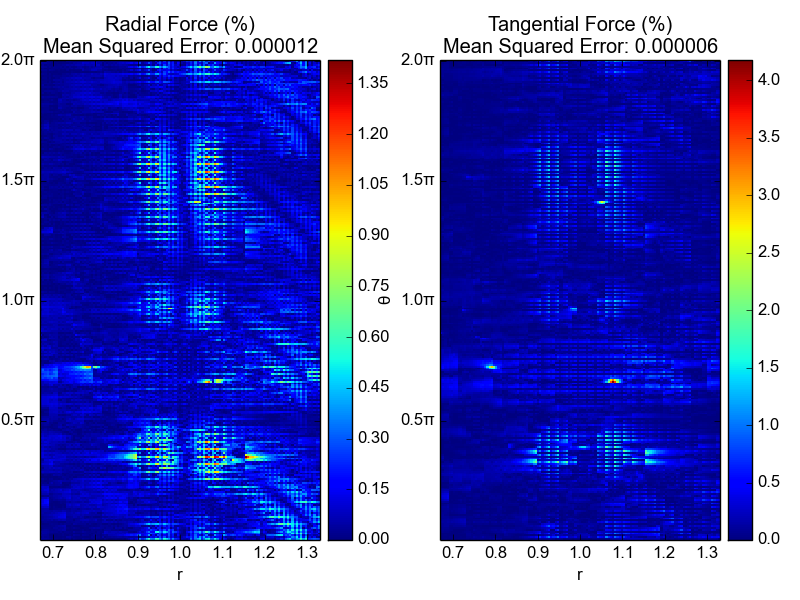 Radial Force (%)
Mean Squared Error: 0.000012
2.0π
1.5π
1.0π
0.5π
0.7 0.8 0.9 1.0 1.1 1.2 1.3
r
1.35
1.20
1.05
0.90
0.75
0.60
0.45
0.30
0.15
0.00
Tangential Force (%)
Mean Squared Error: 0.000006
θ
2.0π
1.5π
1.0π
0.5π
0.7 0.8 0.9 1.0 1.1 1.2 1.3
r
4.0
3.5
3.0
2.5
2.0
1.5
1.0
0.5
0.0